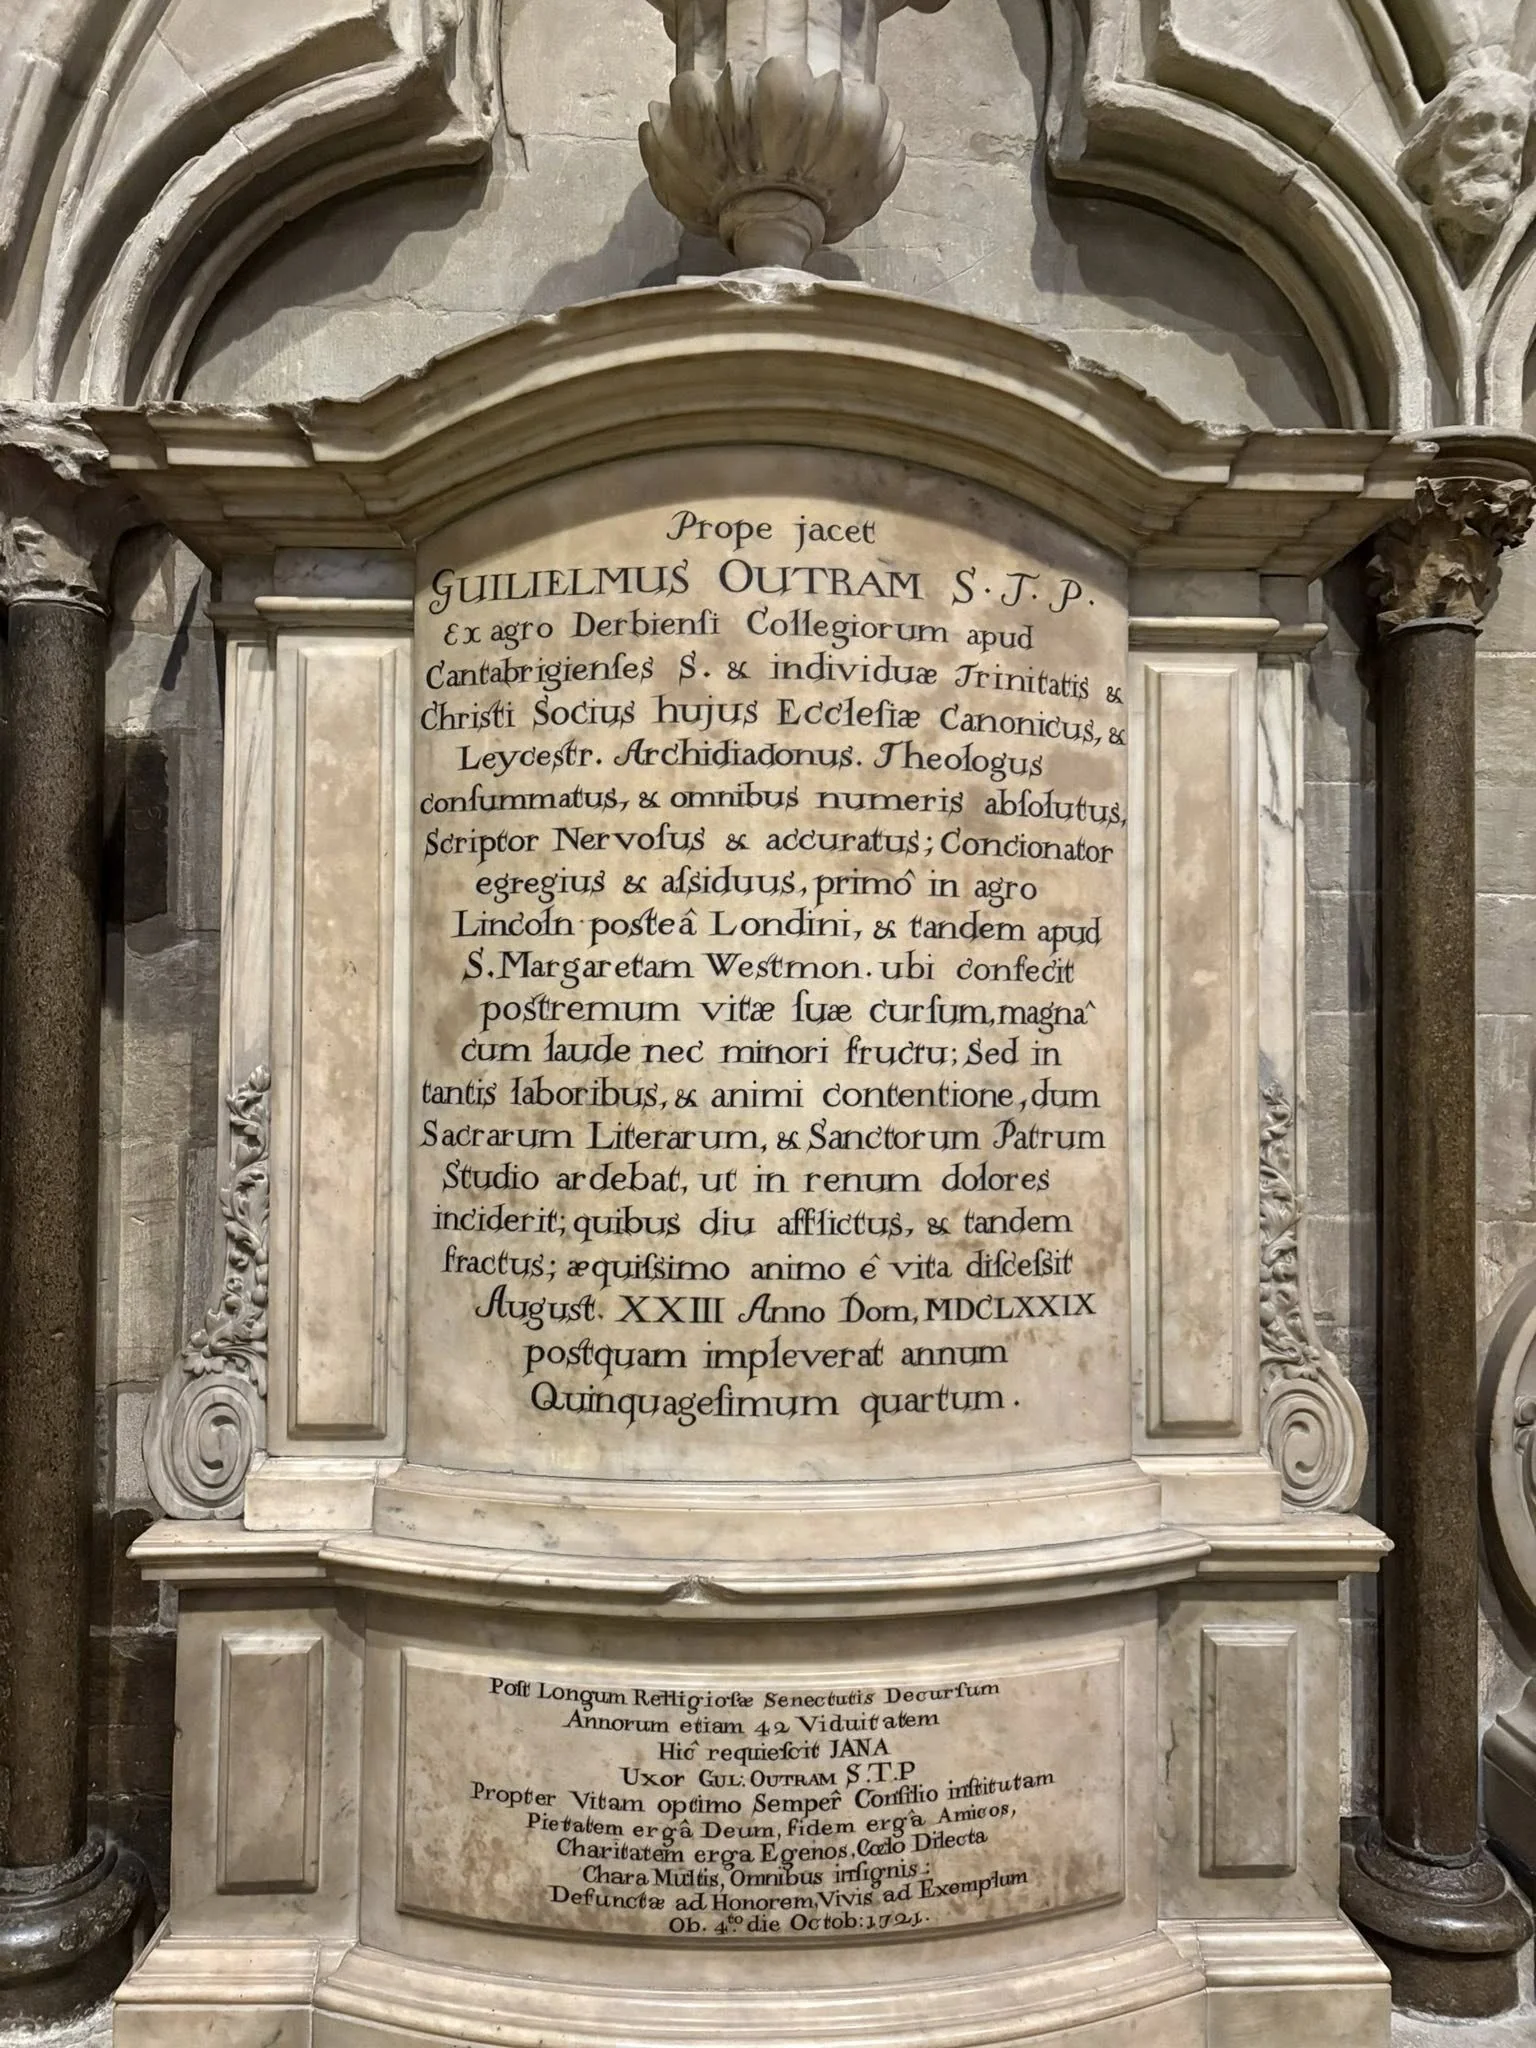 Prope jacet
GUILIELMUS OUTRAM S. T. P.
Ex agro Derbienſi Collegiorum apud
Cantabrigienſes S. & individuæ Trinitatis &
Christi Socius hujus Eccleſiæ Canonicus, &
Leycestr. Archidiaconus. Theologus
conſummatus, & omnibus numeris abſolutus,
Scriptor Nervoſus & accuratus; Concionator
egregius & aſsiduus, primô in agro
Lincoln posteâ Londini, & tandem apud
S. Margaretam Westmon. ubi confecit
postremum vitæ ſuæ curſum, magnâ
cum laude nec minori fructu; Sed in
tantis laboribus, & animi contentione, dum
Sacrarum Literarum, & Sanctorum Patrum
Studio ardebat, ut in renum dolores
inciderit; quibus diu afflictus, & tandem
fractus; æquiſsimo animo ê vita diſceſsit
August. XXIII Anno Dom, MDCLXXIX
postquam impleverat annum
Quinquageſimum quartum.
Poſt Longum Relligioſæ Senectutis Decurſum
Annorum etiam 42 Viduitatem
Hic requieſcit JANA
Uxor GUL: OUTRAM S.T.P
Propter Vitam optimo Semper Conſilio inſtitutam
Pietatem ergâ Deum, fidem ergâ Amicos,
Charitatem erga Egenos, Cœlo Dilecta
Chara Multis, Omnibus inſignis:
Defunctæ ad Honorem, Vivis ad Exemplum
Ob. 4to. die Octob: 1721.